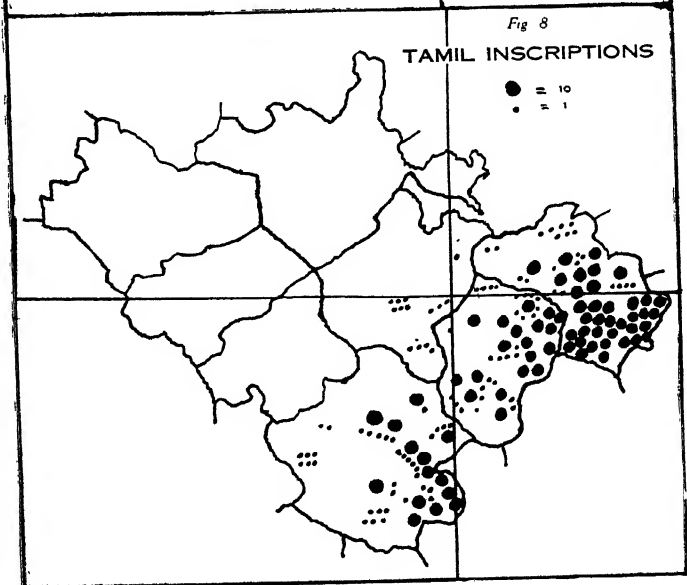 Fig 8
TAMIL INSCRIPTIONS
= 10
= 1